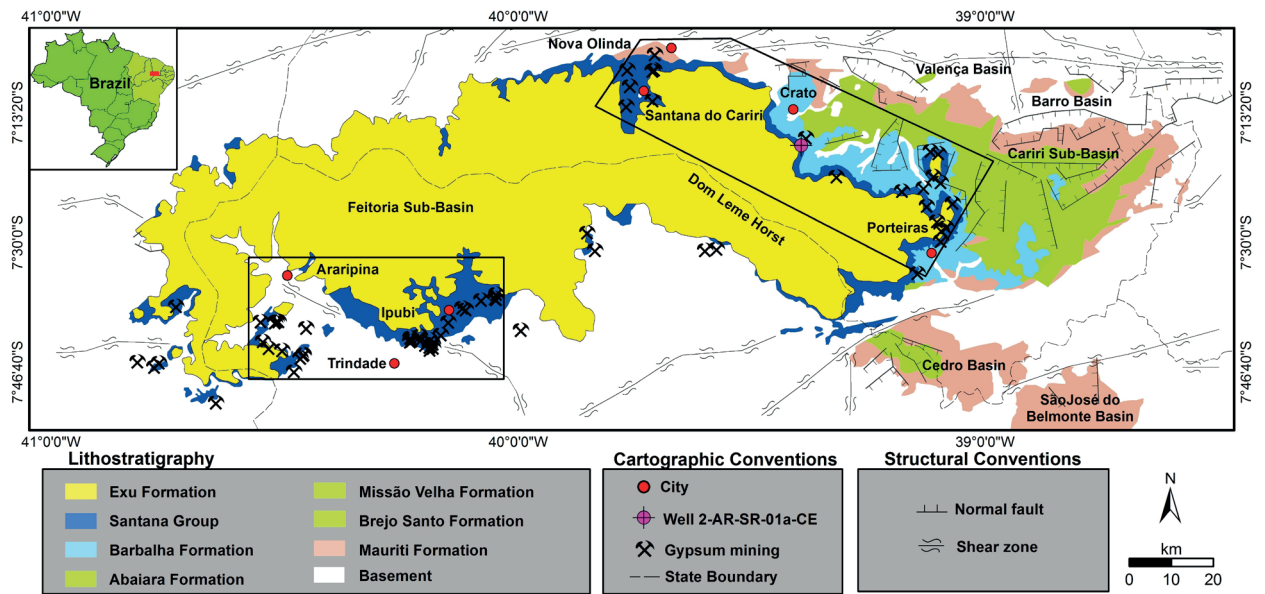 41°0'0"W
40°0'0"W
39°0'0"W
Brazil
Nova Olinda
Valença Basin
Crato
Barro Basin
7°13'20"S
7°13'20"S
Santana do Cariri
Cariri Sub-Basin
Dom Leme Horst
Feitoria Sub-Basin
Porteiras
7°30'0"S
7°30'0"S
Araripina
Ipubi
Trindade
7°46'40"S
7°46'40"S
Cedro Basin
SãoJosé do
Belmonte Basin
41°0'0"W
40°0'0"W
39°0'0"W
Lithostratigraphy
Exu Formation
Santana Group
Barbalha Formation
Abaiara Formation
Missão Velha Formation
Brejo Santo Formation
Mauriti Formation
Basement
Cartographic Conventions
City
Well 2-AR-SR-01a-CE
Gypsum mining
State Boundary
Structural Conventions
Normal fault
Shear zone
N
km
0 10 20